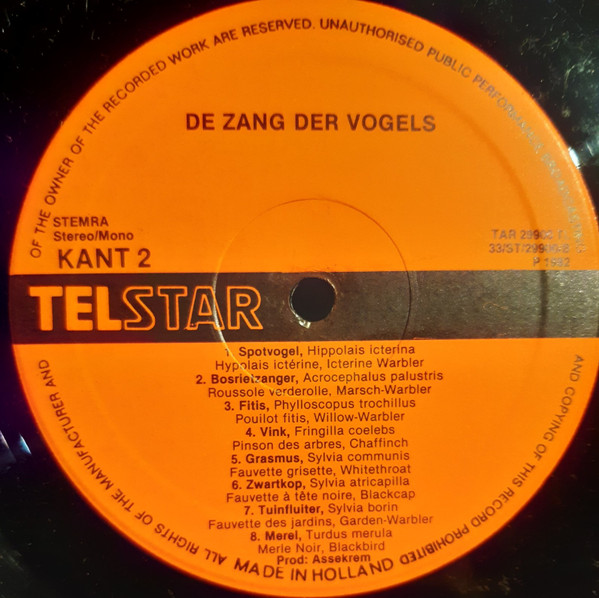 OF THE OWNER OF THE RECORDED WORK ARE RESERVED. UNAUTHORISED PUBLIC
DE ZANG DER VOGELS
STEMRA
Stereo/Mono
KANT 2
TAR
P 1982
TELSTAR
1. Spotvogel, Hippolais icterina
Hypolais ictérine, Icterine Warbler
2. Bosrietzanger, Acrocephalus palustris
Roussole verderolle, Marsch-Warbler
3. Fitis, Phylloscopus trochillus
Pouilot fitis, Willow-Warbler
4. Vink, Fringilla coelebs
Pinson des arbres, Chaffinch
5. Grasmus, Sylvia communis
Fauvette grisette, Whitethroat
6. Zwartkop, Sylvia atricapilla
Fauvette à tête noire, Blackcap
7. Tuinfluiter, Sylvia borin
Fauvette des jardins, Garden-Warbler
8. Merel, Turdus merula
Merle Noir, Blackbird
Prod: Assekrem
AND COPYING OF THIS RECORD PROHIBITED
MADE IN HOLLAND
ALL RIGHTS OF THE MANUFACTURER AND